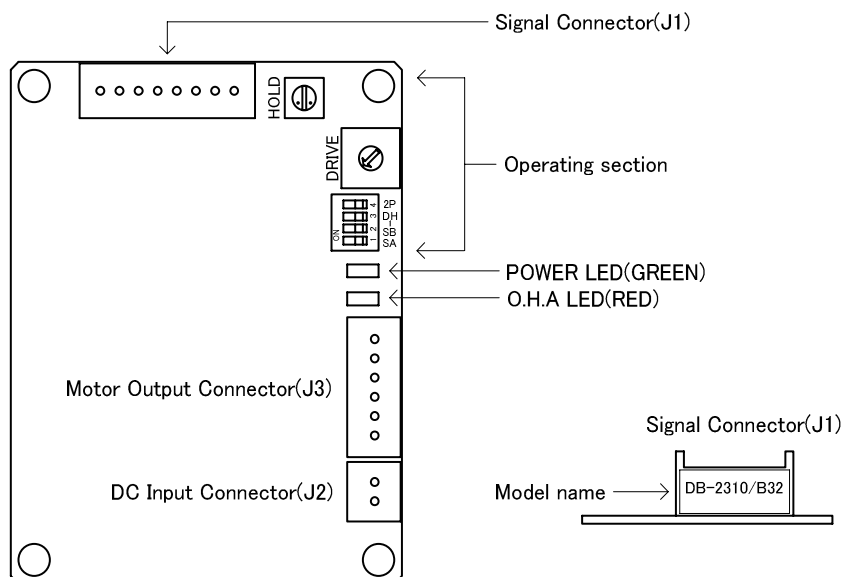 Signal Connector(J1)
HOLD
DRIVE
Operating section
ON
4 2P
3 DH
2 SB
1 SA
POWER LED(GREEN)
O.H.A LED(RED)
Motor Output Connector(J3)
Signal Connector(J1)
DC Input Connector(J2)
Model name
DB-2310/B32